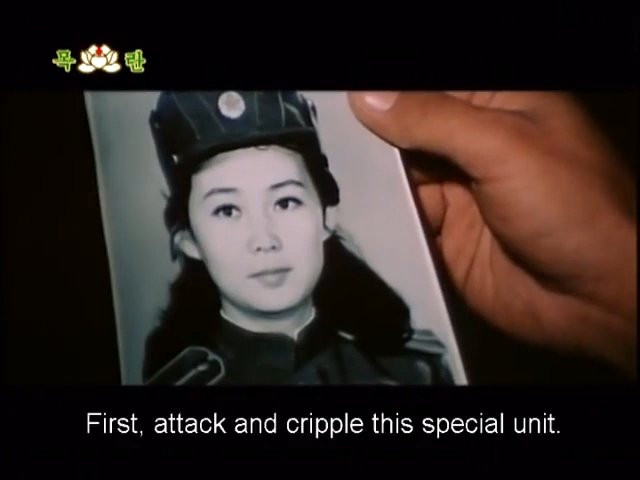 목란
First, attack and cripple this special unit.